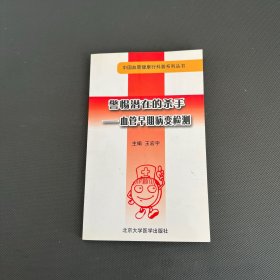 中国血管健康行科普系列丛书
警惕潜在的杀手
——血管早期病变检测
主编 王宏宇
北京大学医学出版社